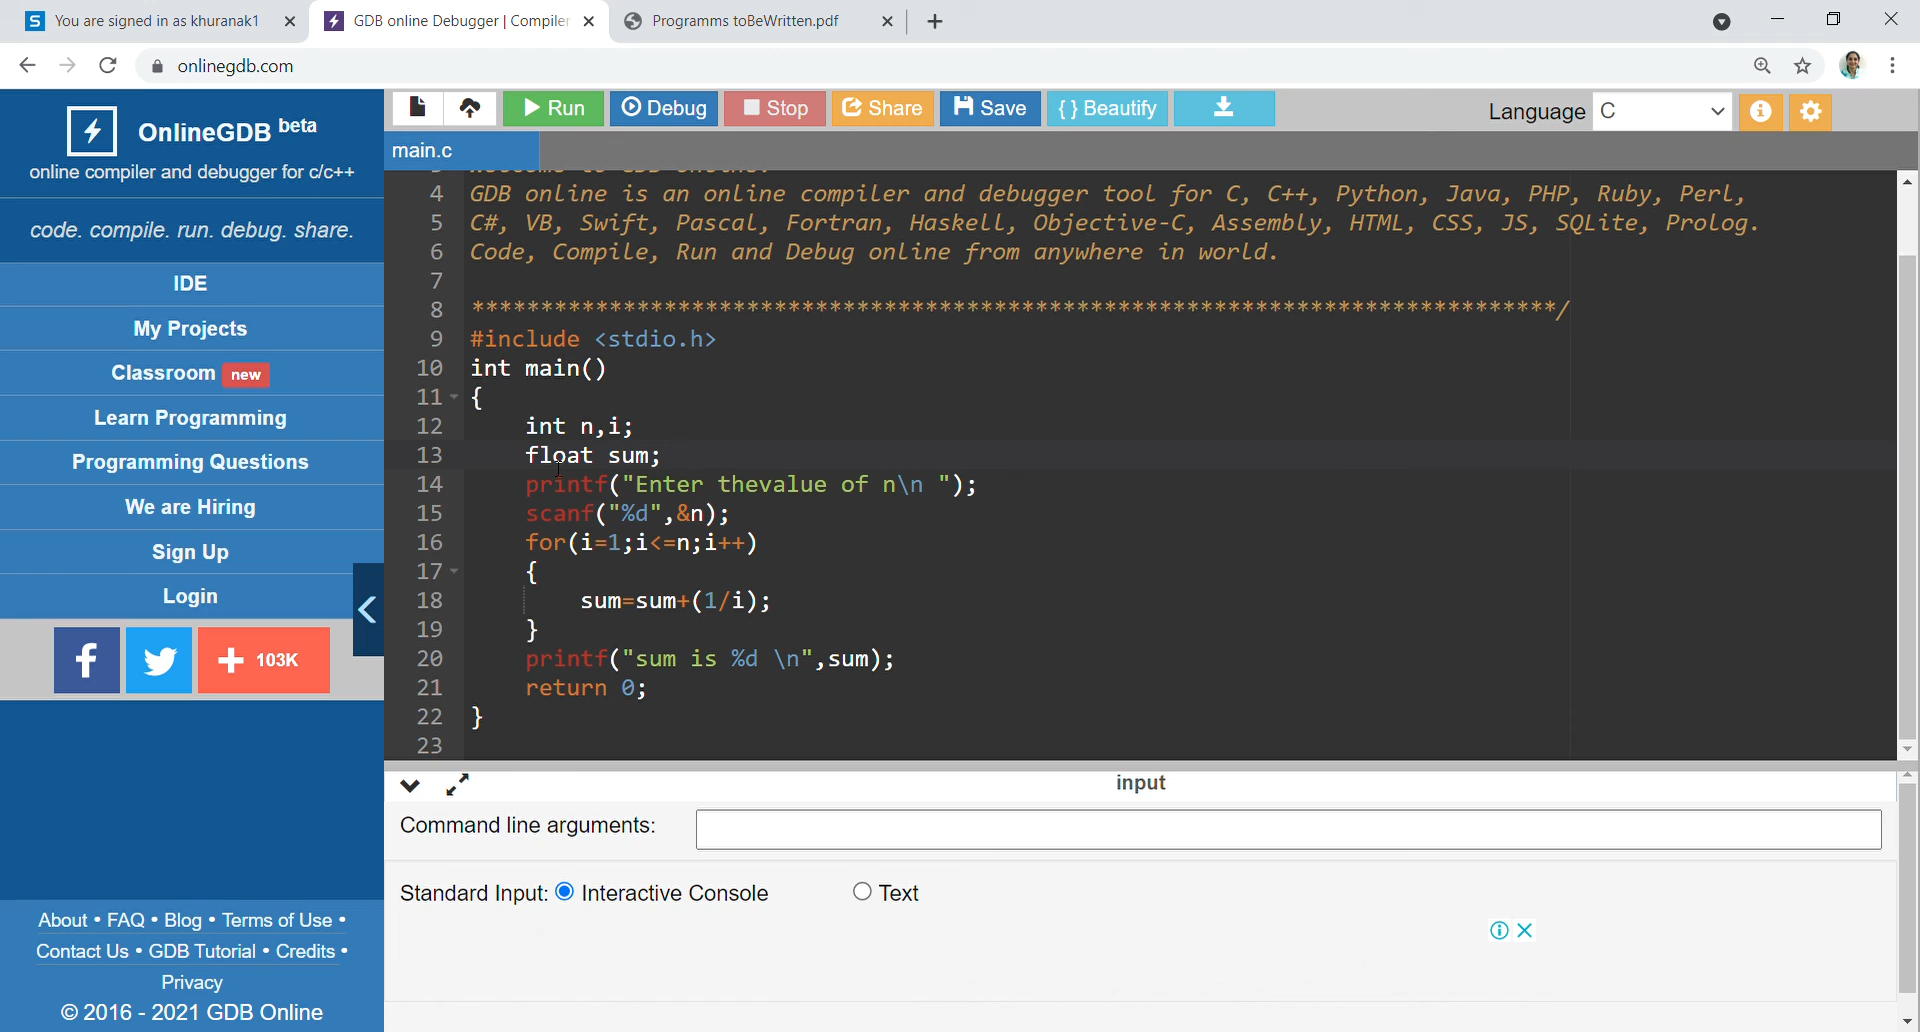 You are signed in as khuranak1
GDB online Debugger | Compiler
Programms toBeWritten.pdf
onlinegdb.com
OnlineGDB beta
online compiler and debugger for c/c++
code. compile. run. debug. share.
IDE
My Projects
Classroom new
Learn Programming
Programming Questions
We are Hiring
Sign Up
Login
103K
About • FAQ • Blog • Terms of Use •
Contact Us • GDB Tutorial • Credits •
Privacy
© 2016 - 2021 GDB Online
Run
Debug
Stop
Share
Save
{ } Beautify
Language C
main.c
4 GDB online is an online compiler and debugger tool for C, C++, Python, Java, PHP, Ruby, Perl,
5 C#, VB, Swift, Pascal, Fortran, Haskell, Objective-C, Assembly, HTML, CSS, JS, SQLite, Prolog.
6 Code, Compile, Run and Debug online from anywhere in world.
7
8 *******************************************************************************/
9 #include <stdio.h>
10 int main()
11 {
12 int n,i;
13 float sum;
14 printf("Enter thevalue of n\n ");
15 scanf("%d",&n);
16 for(i=1;i<=n;i++)
17 {
18 sum=sum+(1/i);
19 }
20 printf("sum is %d \n",sum);
21 return 0;
22 }
23
input
Command line arguments:
Standard Input: Interactive Console Text